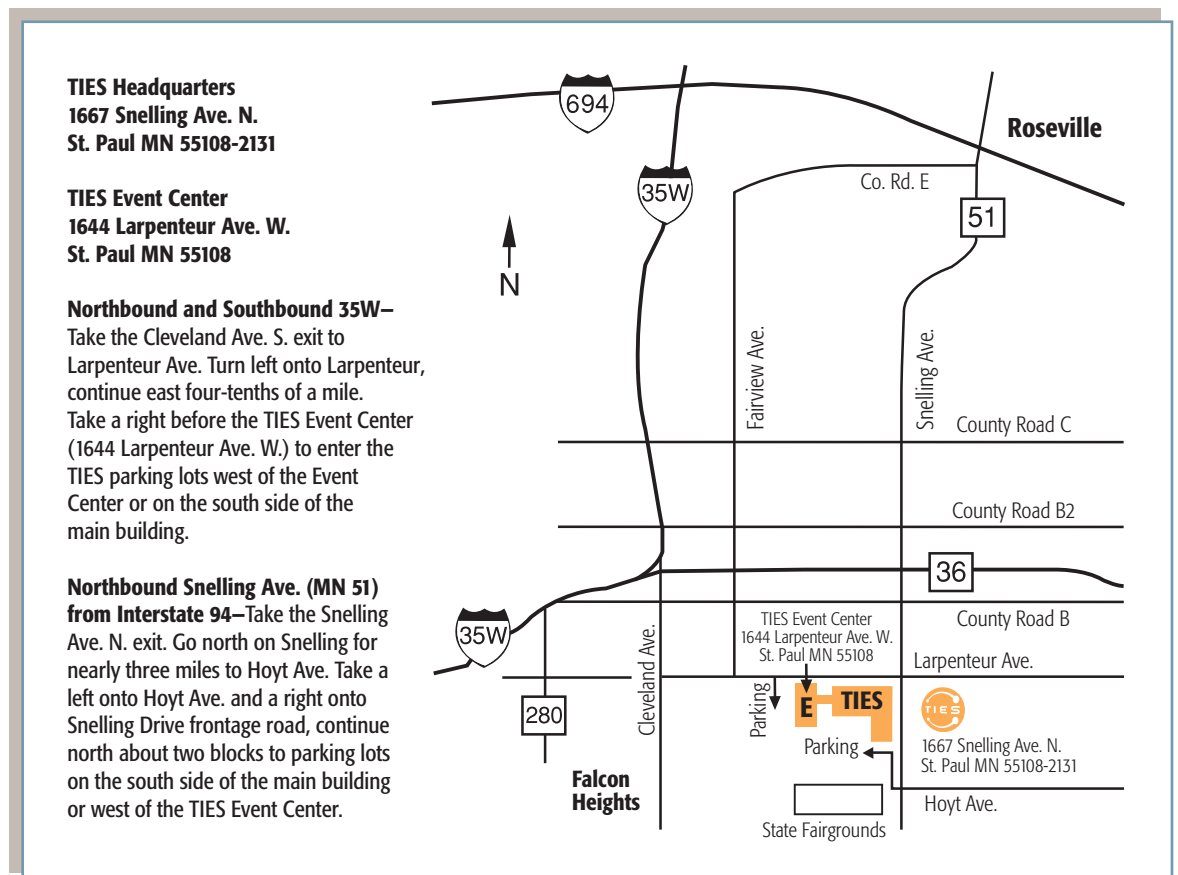 TIES Headquarters
1667 Snelling Ave. N.
St. Paul MN 55108-2131
TIES Event Center
1644 Larpenteur Ave. W.
St. Paul MN 55108
Northbound and Southbound 35W–
Take the Cleveland Ave. S. exit to
Larpenteur Ave. Turn left onto Larpenteur,
continue east four-tenths of a mile.
Take a right before the TIES Event Center
(1644 Larpenteur Ave. W.) to enter the
TIES parking lots west of the Event
Center or on the south side of the
main building.
Northbound Snelling Ave. (MN 51)
from Interstate 94–Take the Snelling
Ave. N. exit. Go north on Snelling for
nearly three miles to Hoyt Ave. Take a
left onto Hoyt Ave. and a right onto
Snelling Drive frontage road, continue
north about two blocks to parking lots
on the south side of the main building
or west of the TIES Event Center.
694
Roseville
Co. Rd. E
35W
51
N
Fairview Ave.
Snelling Ave.
County Road C
County Road B2
36
County Road B
35W
Cleveland Ave.
TIES Event Center
1644 Larpenteur Ave. W.
St. Paul MN 55108
Larpenteur Ave.
280
Parking
E
TIES
TIES
Parking
1667 Snelling Ave. N.
St. Paul MN 55108-2131
Falcon
Heights
Hoyt Ave.
State Fairgrounds